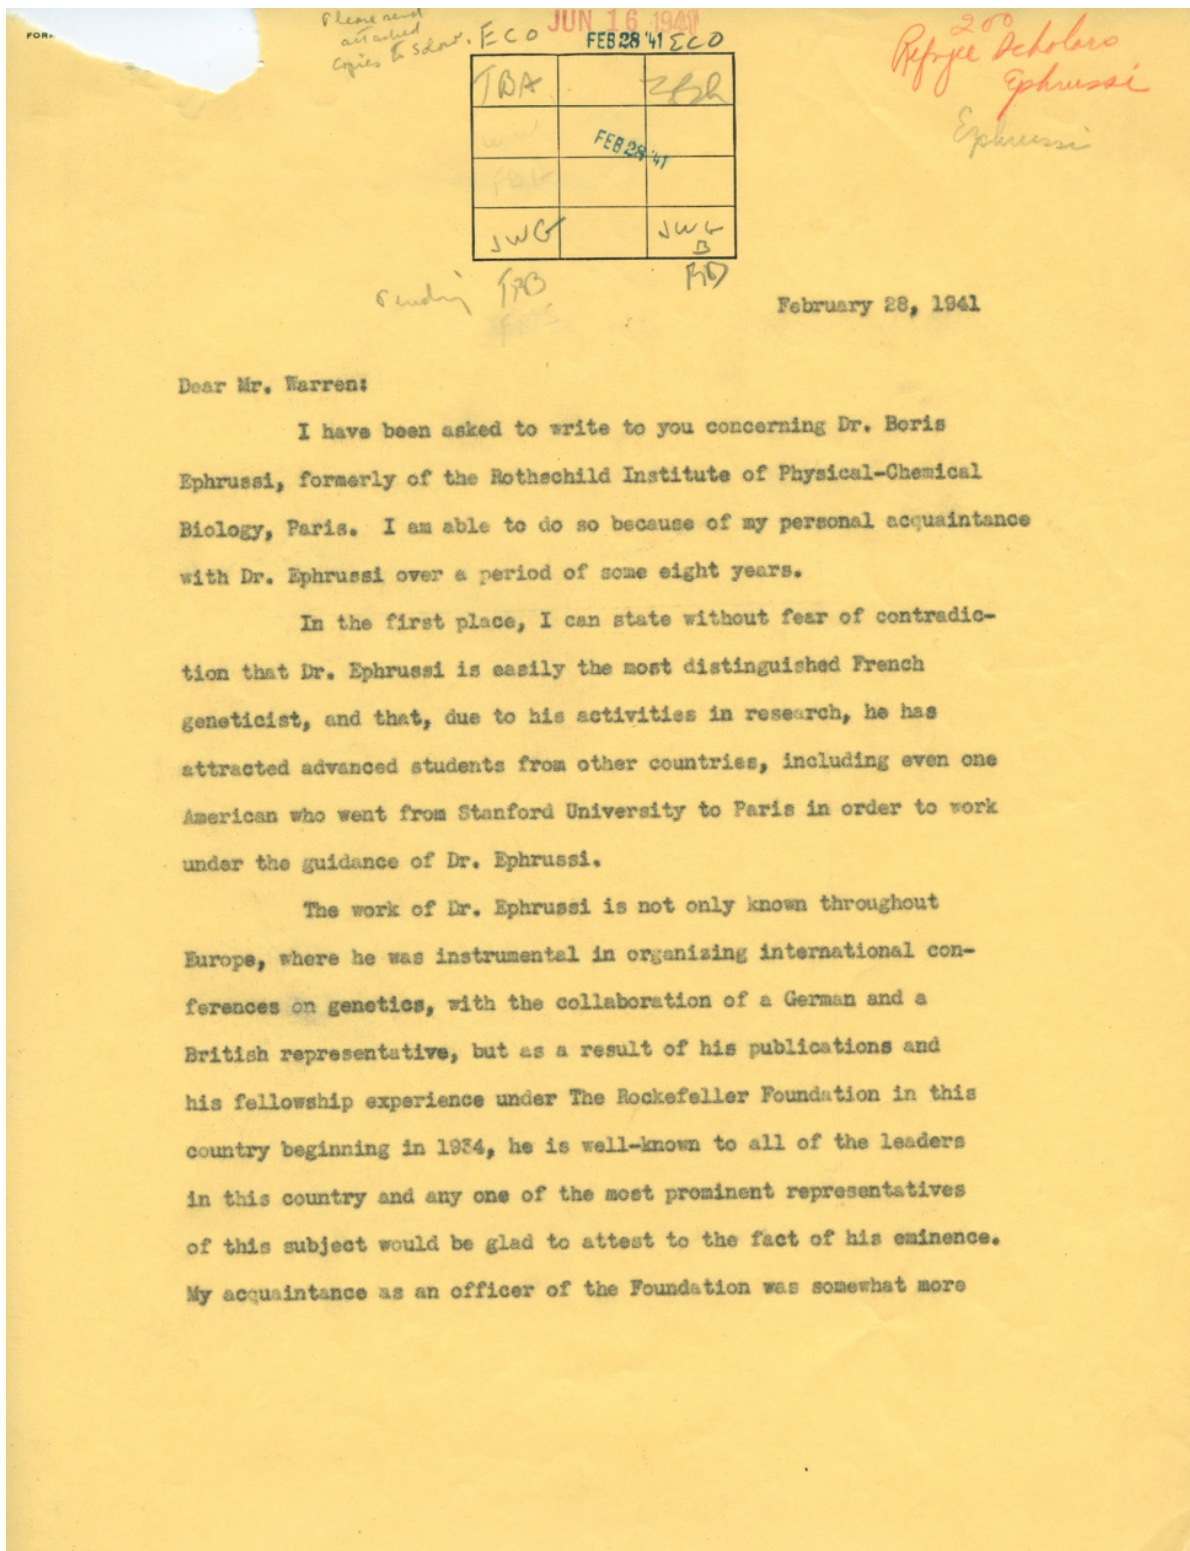 Please send
attached
copies to
ECO
JUN 16 1941
FEB 28 '41 ECO
200
Refugee Scholars
Ephrussi
Ephrussi
TBA
FEB 28 '41
JWG
JWG
B
Pending
February 28, 1941
Dear Mr. Warren:
I have been asked to write to you concerning Dr. Boris
Ephrussi, formerly of the Rothschild Institute of Physical-Chemical
Biology, Paris. I am able to do so because of my personal acquaintance
with Dr. Ephrussi over a period of some eight years.
In the first place, I can state without fear of contradic-
tion that Dr. Ephrussi is easily the most distinguished French
geneticist, and that, due to his activities in research, he has
attracted advanced students from other countries, including even one
American who went from Stanford University to Paris in order to work
under the guidance of Dr. Ephrussi.
The work of Dr. Ephrussi is not only known throughout
Europe, where he was instrumental in organizing international con-
ferences on genetics, with the collaboration of a German and a
British representative, but as a result of his publications and
his fellowship experience under The Rockefeller Foundation in this
country beginning in 1934, he is well-known to all of the leaders
in this country and any one of the most prominent representatives
of this subject would be glad to attest to the fact of his eminence.
My acquaintance as an officer of the Foundation was somewhat more